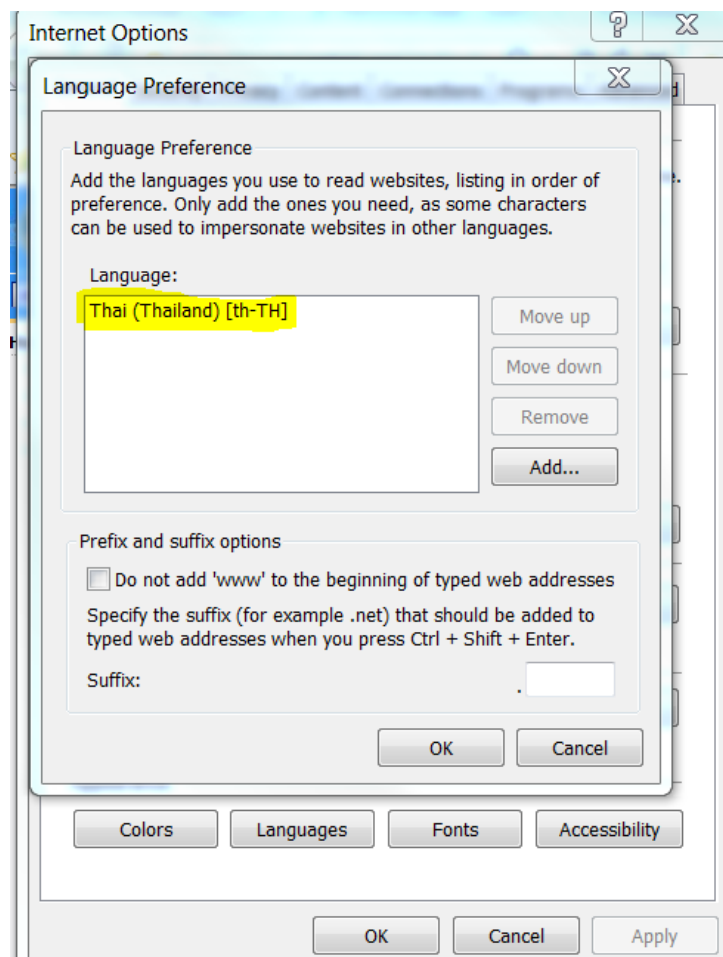 Internet Options
Language Preference
Language Preference
Add the languages you use to read websites, listing in order of
preference. Only add the ones you need, as some characters
can be used to impersonate websites in other languages.
Language:
Thai (Thailand) [th-TH]
Move up
Move down
Remove
Add...
Prefix and suffix options
Do not add 'www' to the beginning of typed web addresses
Specify the suffix (for example .net) that should be added to
typed web addresses when you press Ctrl + Shift + Enter.
Suffix:
.
OK Cancel
Colors Languages Fonts Accessibility
OK Cancel Apply